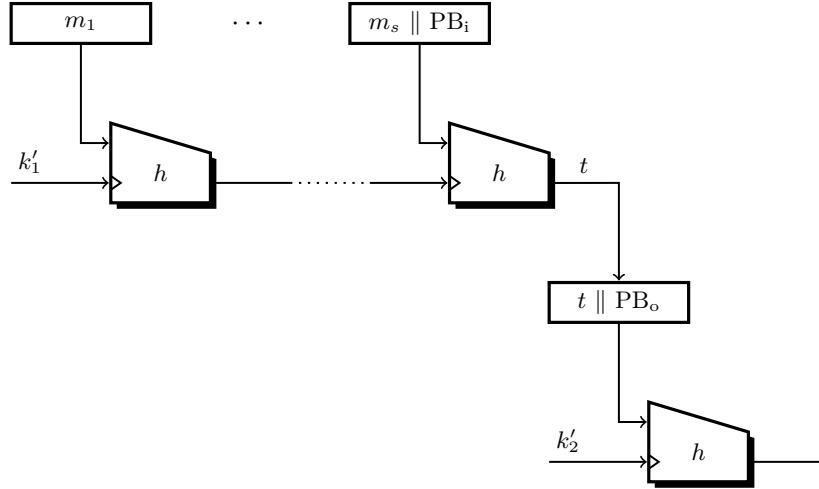 m₁ · · · mₛ ∥ PBᵢ
k′₁ h h t
t ∥ PBₒ
k′₂ h